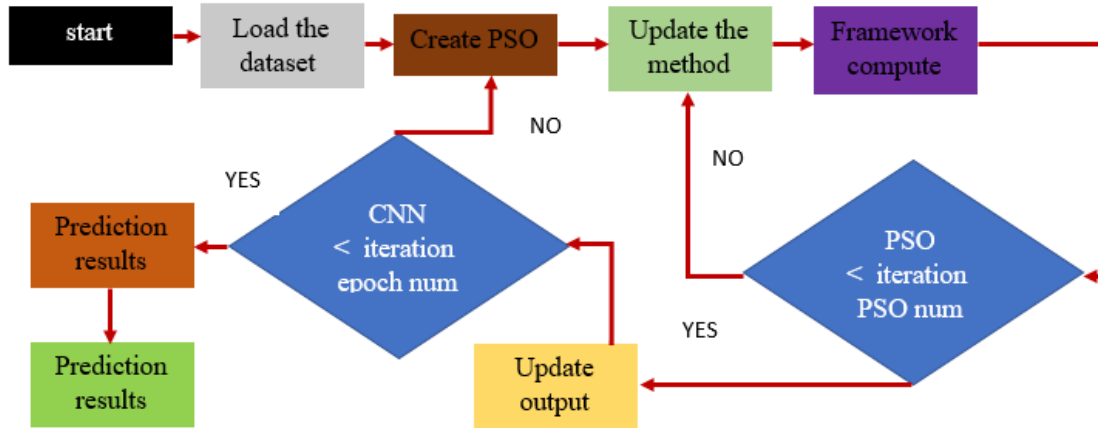 start
Load the
dataset
Create PSO
Update the
method
Framework
compute
NO
NO
YES
CNN
< iteration
epoch num
Prediction
results
PSO
< iteration
PSO num
YES
Prediction
results
Update
output